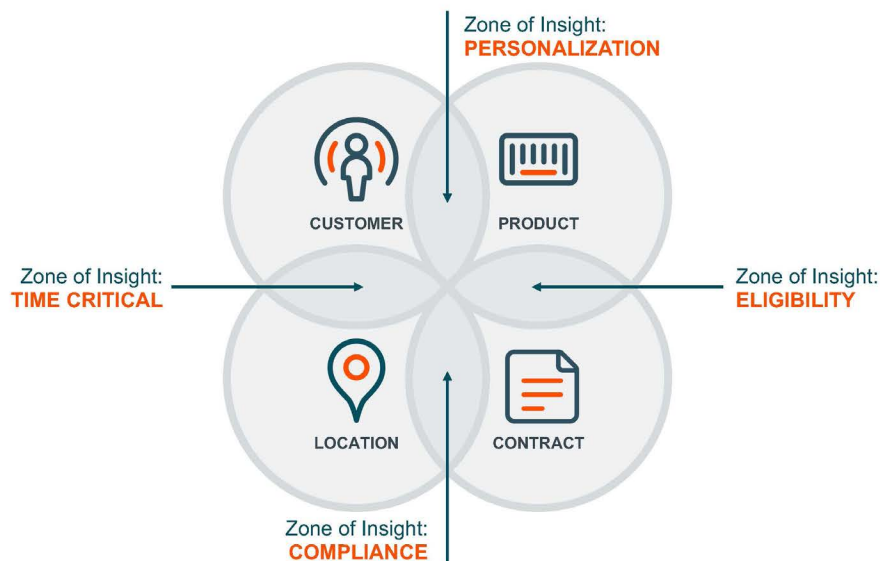 Zone of Insight:
PERSONALIZATION
CUSTOMER
PRODUCT
Zone of Insight:
TIME CRITICAL
Zone of Insight:
ELIGIBILITY
LOCATION
CONTRACT
Zone of Insight:
COMPLIANCE